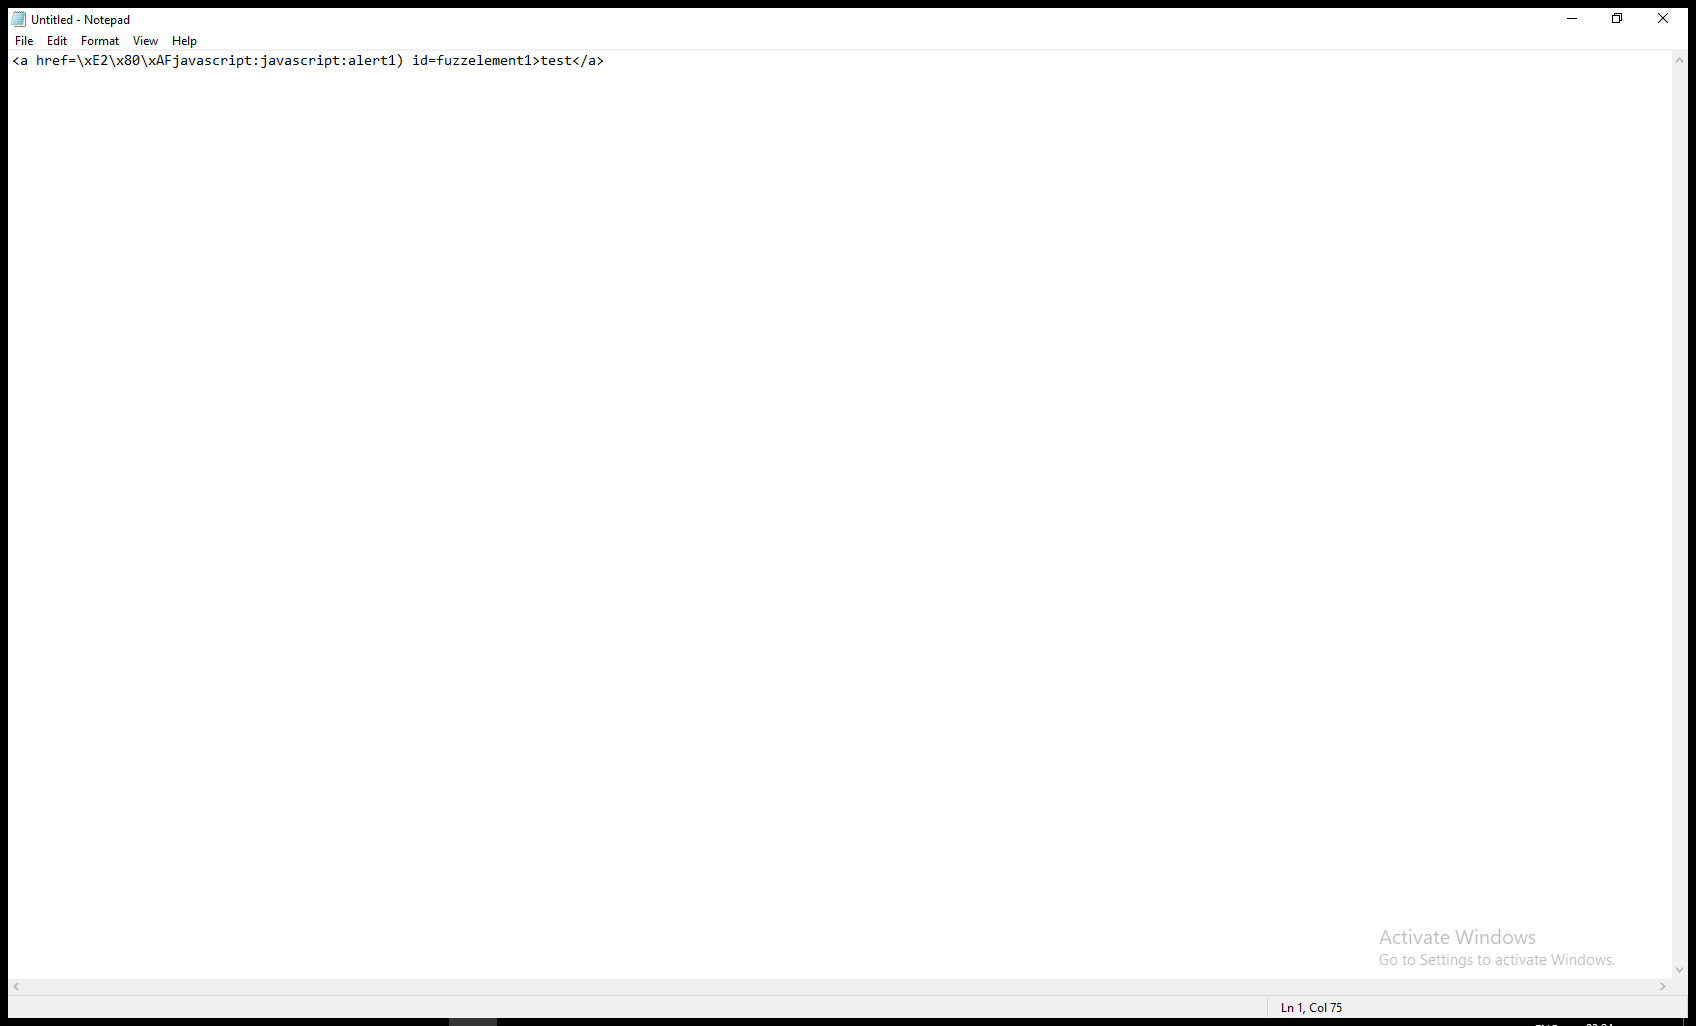 Untitled - Notepad
File Edit Format View Help
<a href=\xE2\x80\xAFjavascript:javascript:alert1) id=fuzzelement1>test</a>
Activate Windows
Go to Settings to activate Windows.
Ln 1, Col 75